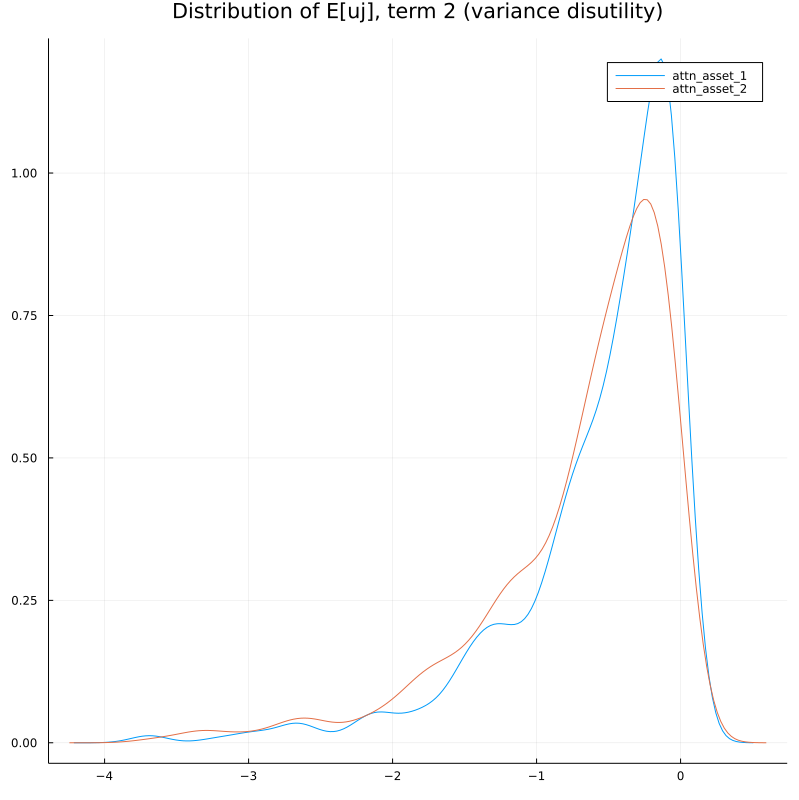 Distribution of E[uj], term 2 (variance disutility)
attn_asset_1
attn_asset_2
1.00
0.75
0.50
0.25
0.00
−4 −3 −2 −1 0